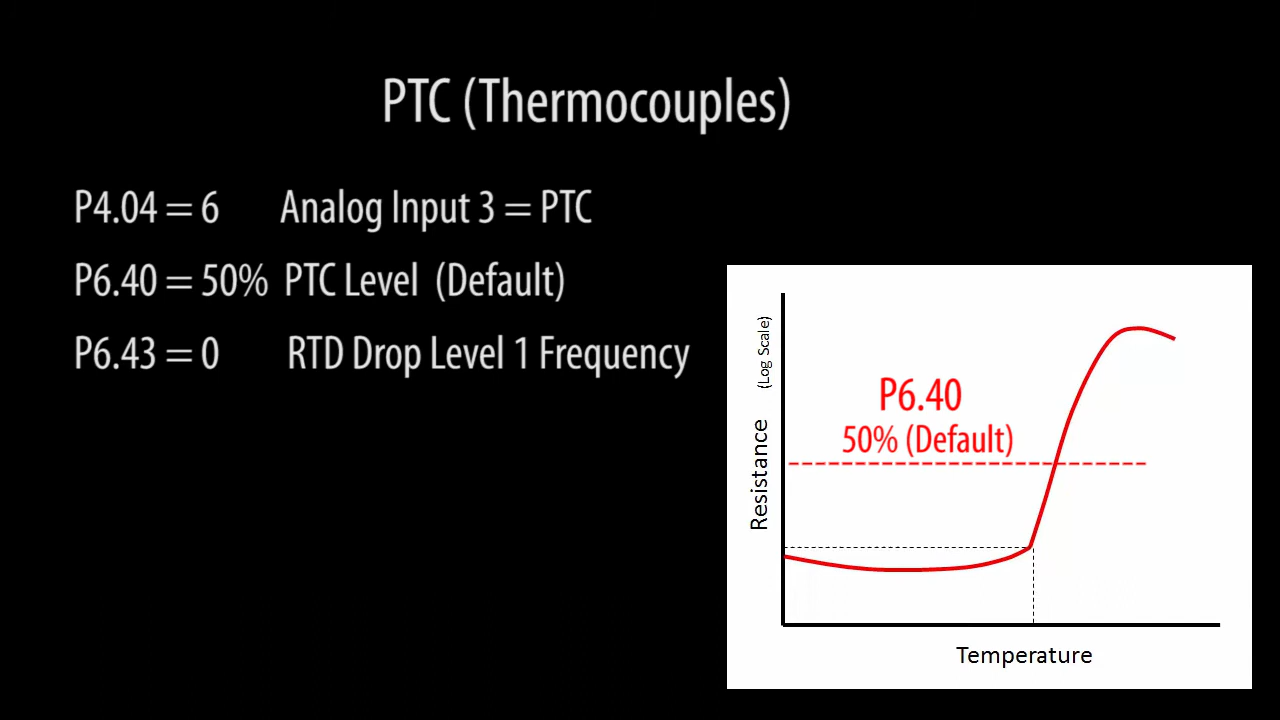 PTC (Thermocouples)
P4.04 = 6 Analog Input 3 = PTC
P6.40 = 50% PTC Level (Default)
P6.43 = 0 RTD Drop Level 1 Frequency
Resistance (Log Scale)
P6.40
50% (Default)
Temperature